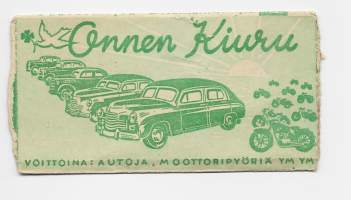 Onnen Kiuru
VOITTOINA: AUTOJA, MOOTTORIPYÖRIÄ YM YM